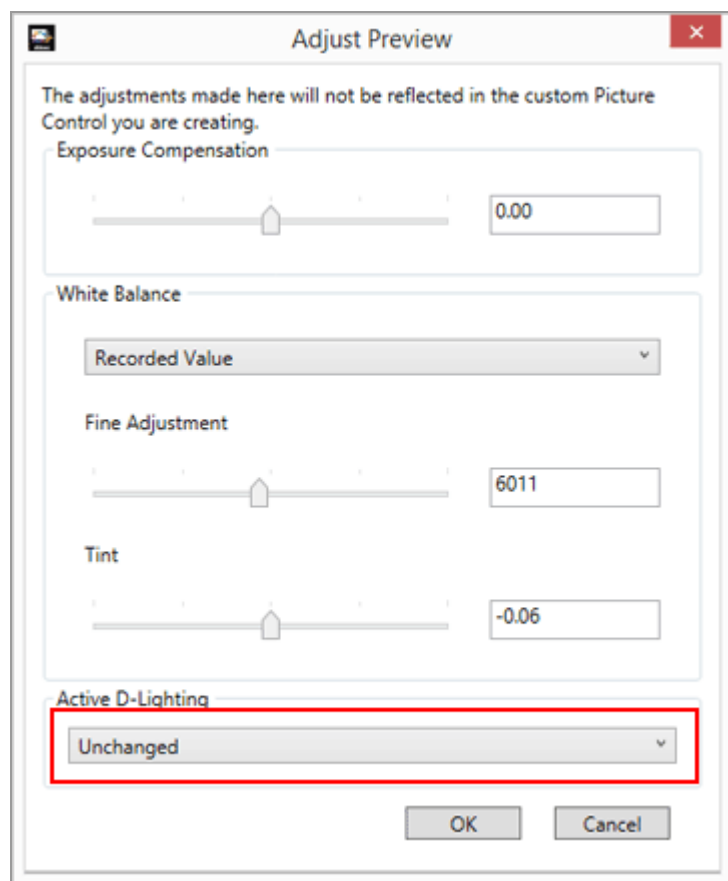 Adjust Preview
The adjustments made here will not be reflected in the custom Picture
Control you are creating.
Exposure Compensation
0.00
White Balance
Recorded Value
Fine Adjustment
6011
Tint
-0.06
Active D-Lighting
Unchanged
OK
Cancel